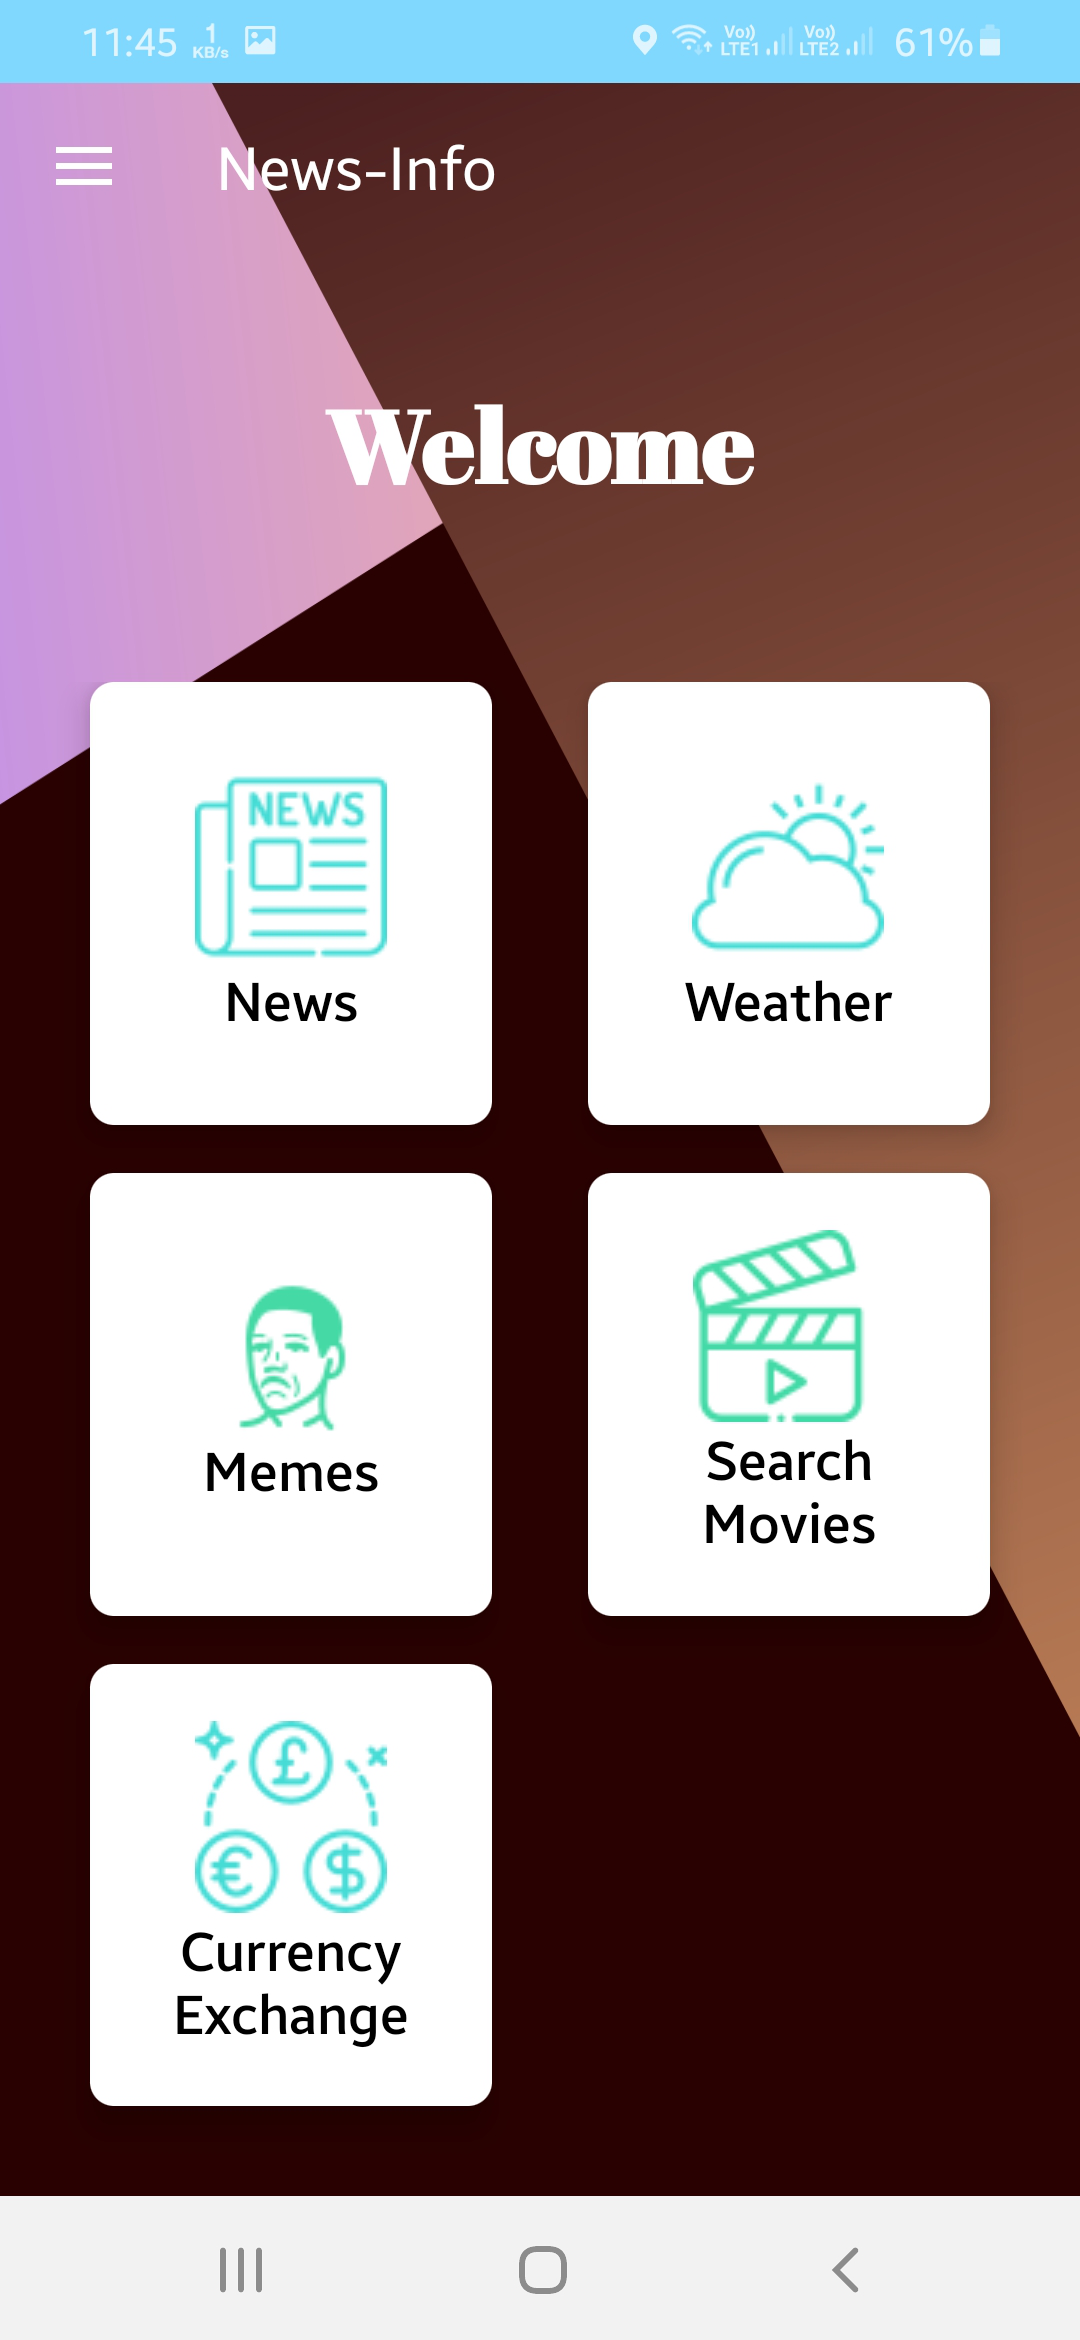 11:45 1 KB/s Vo)) LTE1 Vo)) LTE2 61%
News-Info
Welcome
NEWS
News
Weather
Memes
Search
Movies
£
€ $
Currency
Exchange